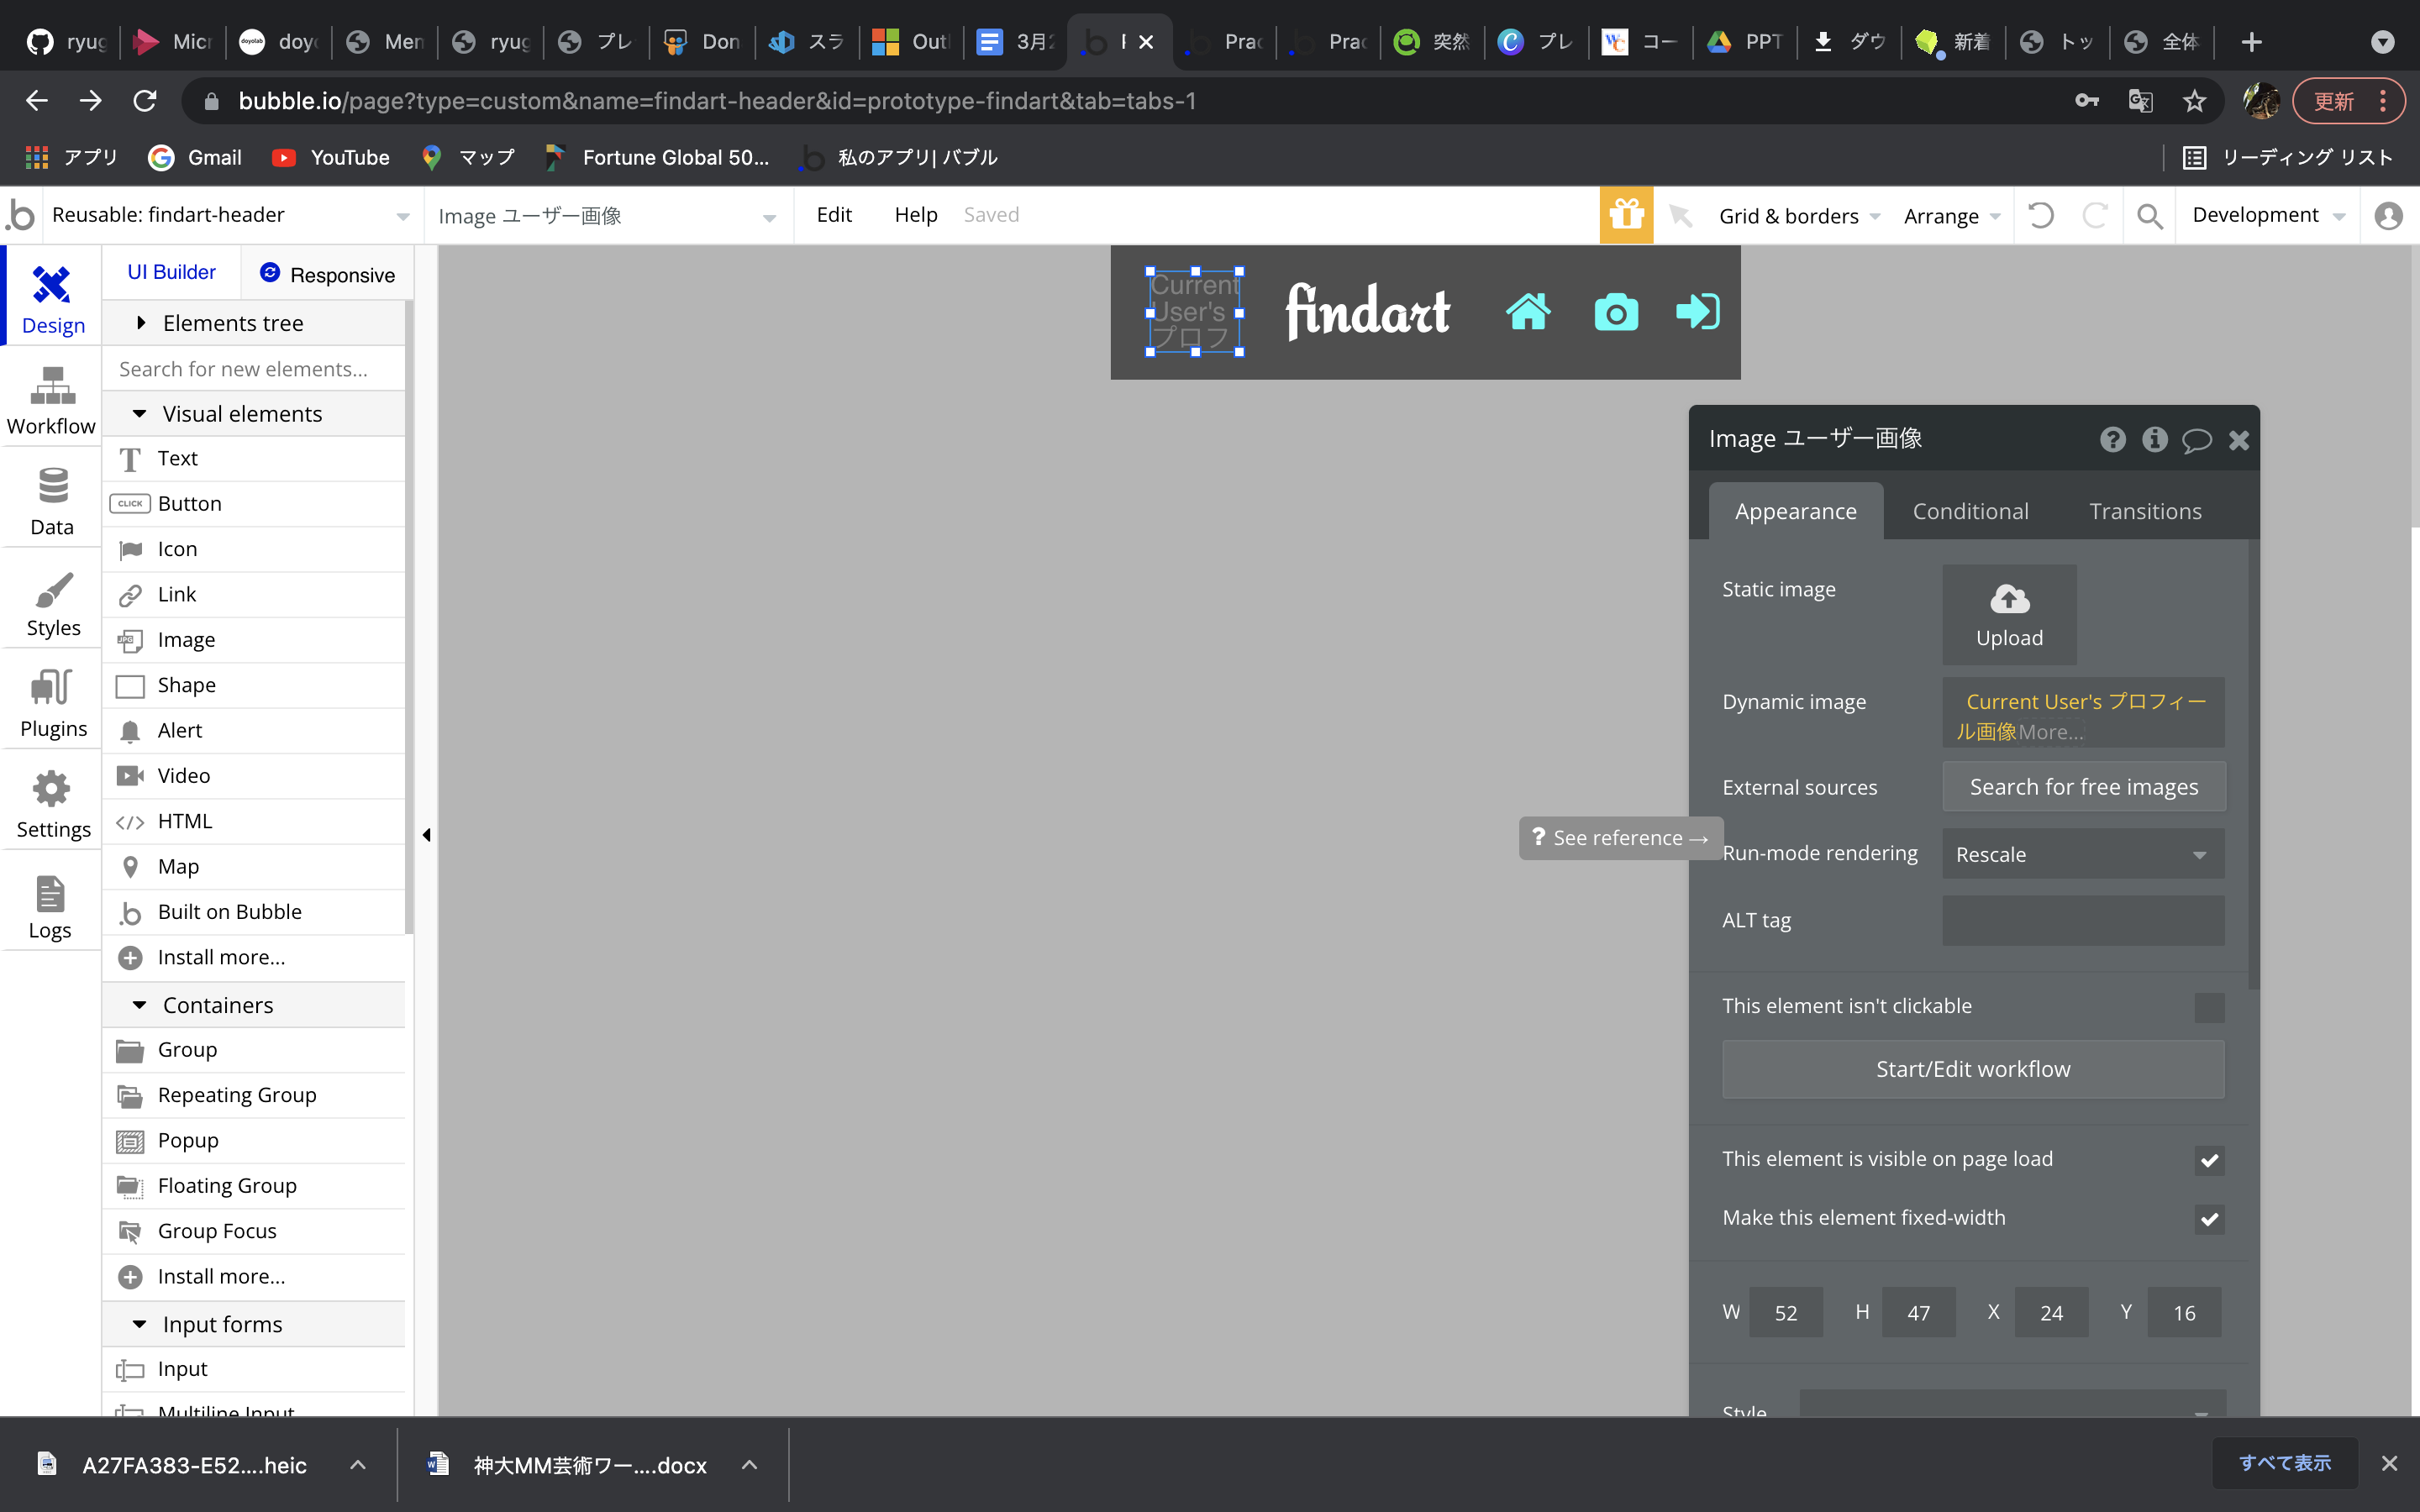 ryug
Micr
doyo
Men
ryug
プレ
Don
スラ
Outl
3月2
Prac
Prac
突然
プレ
コー
PPT
ダウ
新着
トッ
全体
bubble.io/page?type=custom&name=findart-header&id=prototype-findart&tab=tabs-1
更新
アプリ
Gmail
YouTube
マップ
Fortune Global 50...
私のアプリ| バブル
リーディング リスト
Reusable: findart-header
Image ユーザー画像
Edit
Help
Saved
Grid & borders
Arrange
Development
Design
Workflow
Data
Styles
Plugins
Settings
Logs
UI Builder
Responsive
Elements tree
Search for new elements...
Visual elements
Text
CLICK
Button
Icon
Link
Image
Shape
Alert
Video
HTML
Map
Built on Bubble
Install more...
Containers
Group
Repeating Group
Popup
Floating Group
Group Focus
Install more...
Input forms
Input
Multiline Input
Current
User's
プロフ
findart
Image ユーザー画像
Appearance
Conditional
Transitions
Static image
Upload
Dynamic image
Current User's プロフィー
ル画像More...
External sources
Search for free images
? See reference →
Run-mode rendering
Rescale
ALT tag
This element isn't clickable
Start/Edit workflow
This element is visible on page load
Make this element fixed-width
W 52 H 47 X 24 Y 16
Style
A27FA383-E52....heic
神大MM芸術ワー....docx
すべて表示